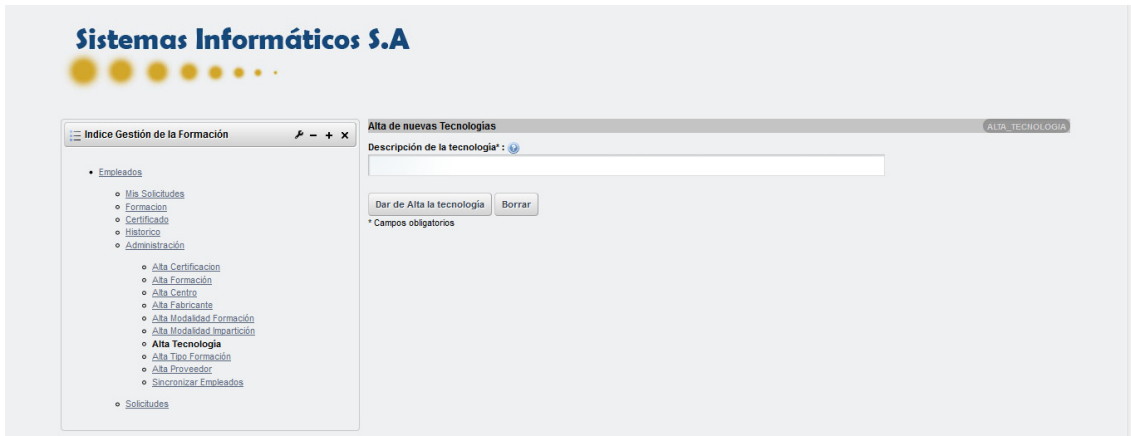 Sistemas Informáticos S.A
Indice Gestión de la Formación
Empleados
Mis Solicitudes
Formacion
Certificado
Historico
Administración
Alta Certificacion
Alta Formación
Alta Centro
Alta Fabricante
Alta Modalidad Formación
Alta Modalidad Impartición
Alta Tecnología
Alta Tipo Formación
Alta Proveedor
Sincronizar Empleados
Solicitudes
Alta de nuevas Tecnologías
ALTA_TECNOLOGIA
Descripción de la tecnología* :
Dar de Alta la tecnología Borrar
* Campos obligatorios